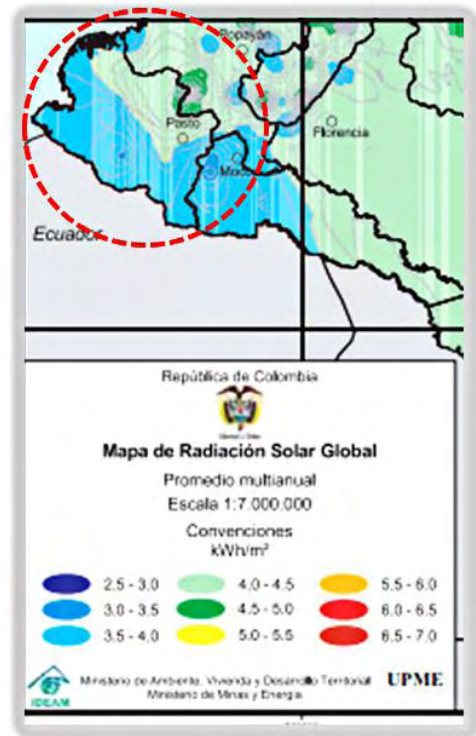 Popayán
Pasto
Florencia
Mocoa
Ecuador
República de Colombia
Mapa de Radiación Solar Global
Promedio multianual
Escala 1:7.000.000
Convenciones
kWh/m²
2.5 - 3.0 4.0 - 4.5 5.5 - 6.0
3.0 - 3.5 4.5 - 5.0 6.0 - 6.5
3.5 - 4.0 5.0 - 5.5 6.5 - 7.0
IDEAM Ministerio de Ambiente, Vivienda y Desarrollo Territorial UPME
Ministerio de Minas y Energía